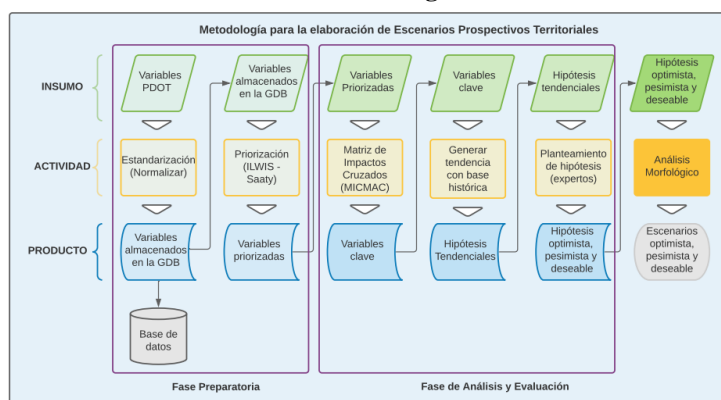 Metodología para la elaboración de Escenarios Prospectivos Territoriales
INSUMO
Variables
PDOT
Variables
almacenados
en la GDB
Variables
Priorizadas
Variables
clave
Hipótesis
tendenciales
Hipótesis
optimista,
pesimista y
deseable
ACTIVIDAD
Estandarización
(Normalizar)
Priorización
(ILWIS -
Saaty)
Matriz de
Impactos
Cruzados
(MICMAC)
Generar
tendencia
con base
histórica
Planteamiento
de hipótesis
(expertos)
Análisis
Morfológico
PRODUCTO
Variables
almacenados
en la GDB
Variables
priorizadas
Variables
clave
Hipótesis
Tendenciales
Hipótesis
optimista,
pesimista y
deseable
Escenarios
optimista,
pesimista y
deseable
Base de
datos
Fase Preparatoria
Fase de Análisis y Evaluación